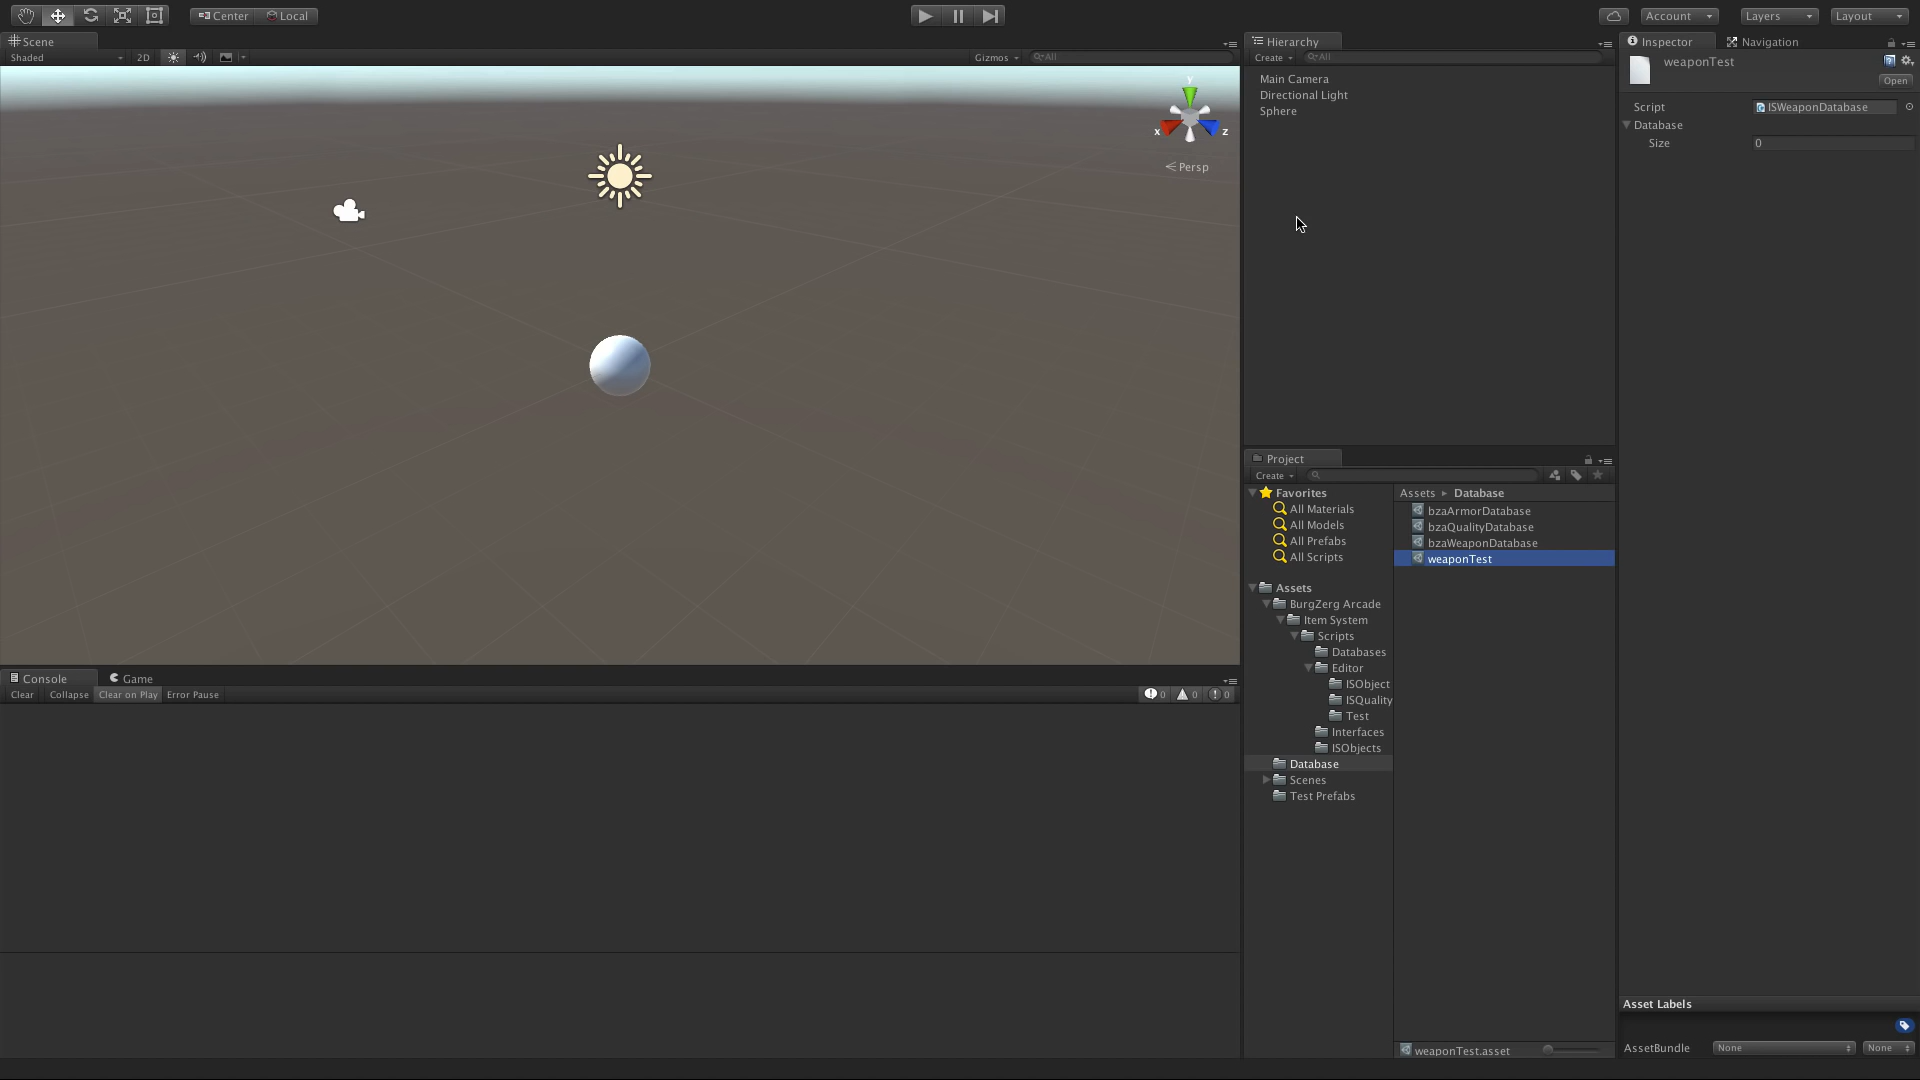 Center
Local
Account
Layers
Layout
Scene
Shaded
2D
Gizmos
All
y
x
z
Persp
Hierarchy
Create
All
Main Camera
Directional Light
Sphere
Inspector
Navigation
weaponTest
Open
Script
ISWeaponDatabase
Database
Size
0
Project
Create
Favorites
All Materials
All Models
All Prefabs
All Scripts
Assets
BurgZerg Arcade
Item System
Scripts
Databases
Editor
ISObject
ISQuality
Test
Interfaces
ISObjects
Database
Scenes
Test Prefabs
Assets
Database
bzaArmorDatabase
bzaQualityDatabase
bzaWeaponDatabase
weaponTest
weaponTest.asset
Console
Game
Clear
Collapse
Clear on Play
Error Pause
0
0
0
Asset Labels
AssetBundle
None
None